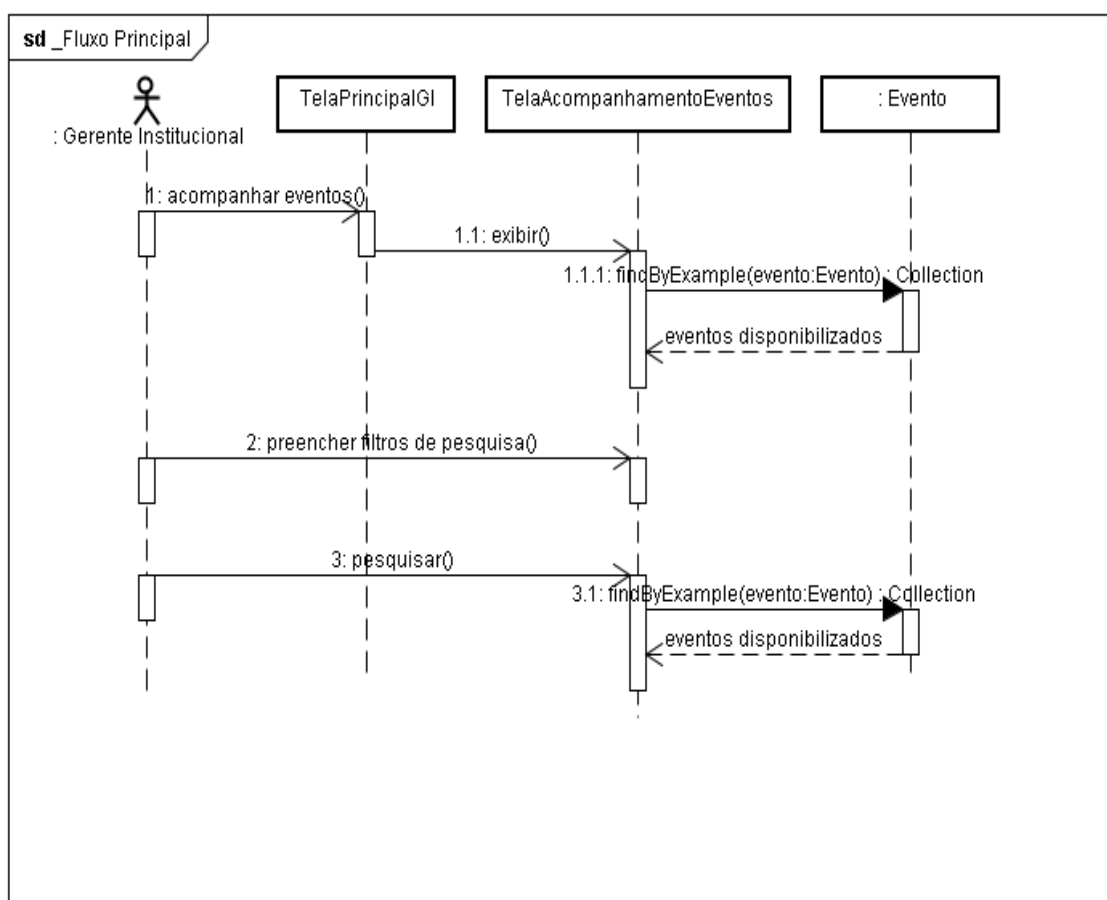 sd _Fluxo Principal
: Gerente Institucional
TelaPrincipalGI
TelaAcompanhamentoEventos
: Evento
1: acompanhar eventos()
1.1: exibir()
1.1.1: findByExample(evento:Evento) : Collection
eventos disponibilizados
2: preencher filtros de pesquisa()
3: pesquisar()
3.1: findByExample(evento:Evento) : Collection
eventos disponibilizados